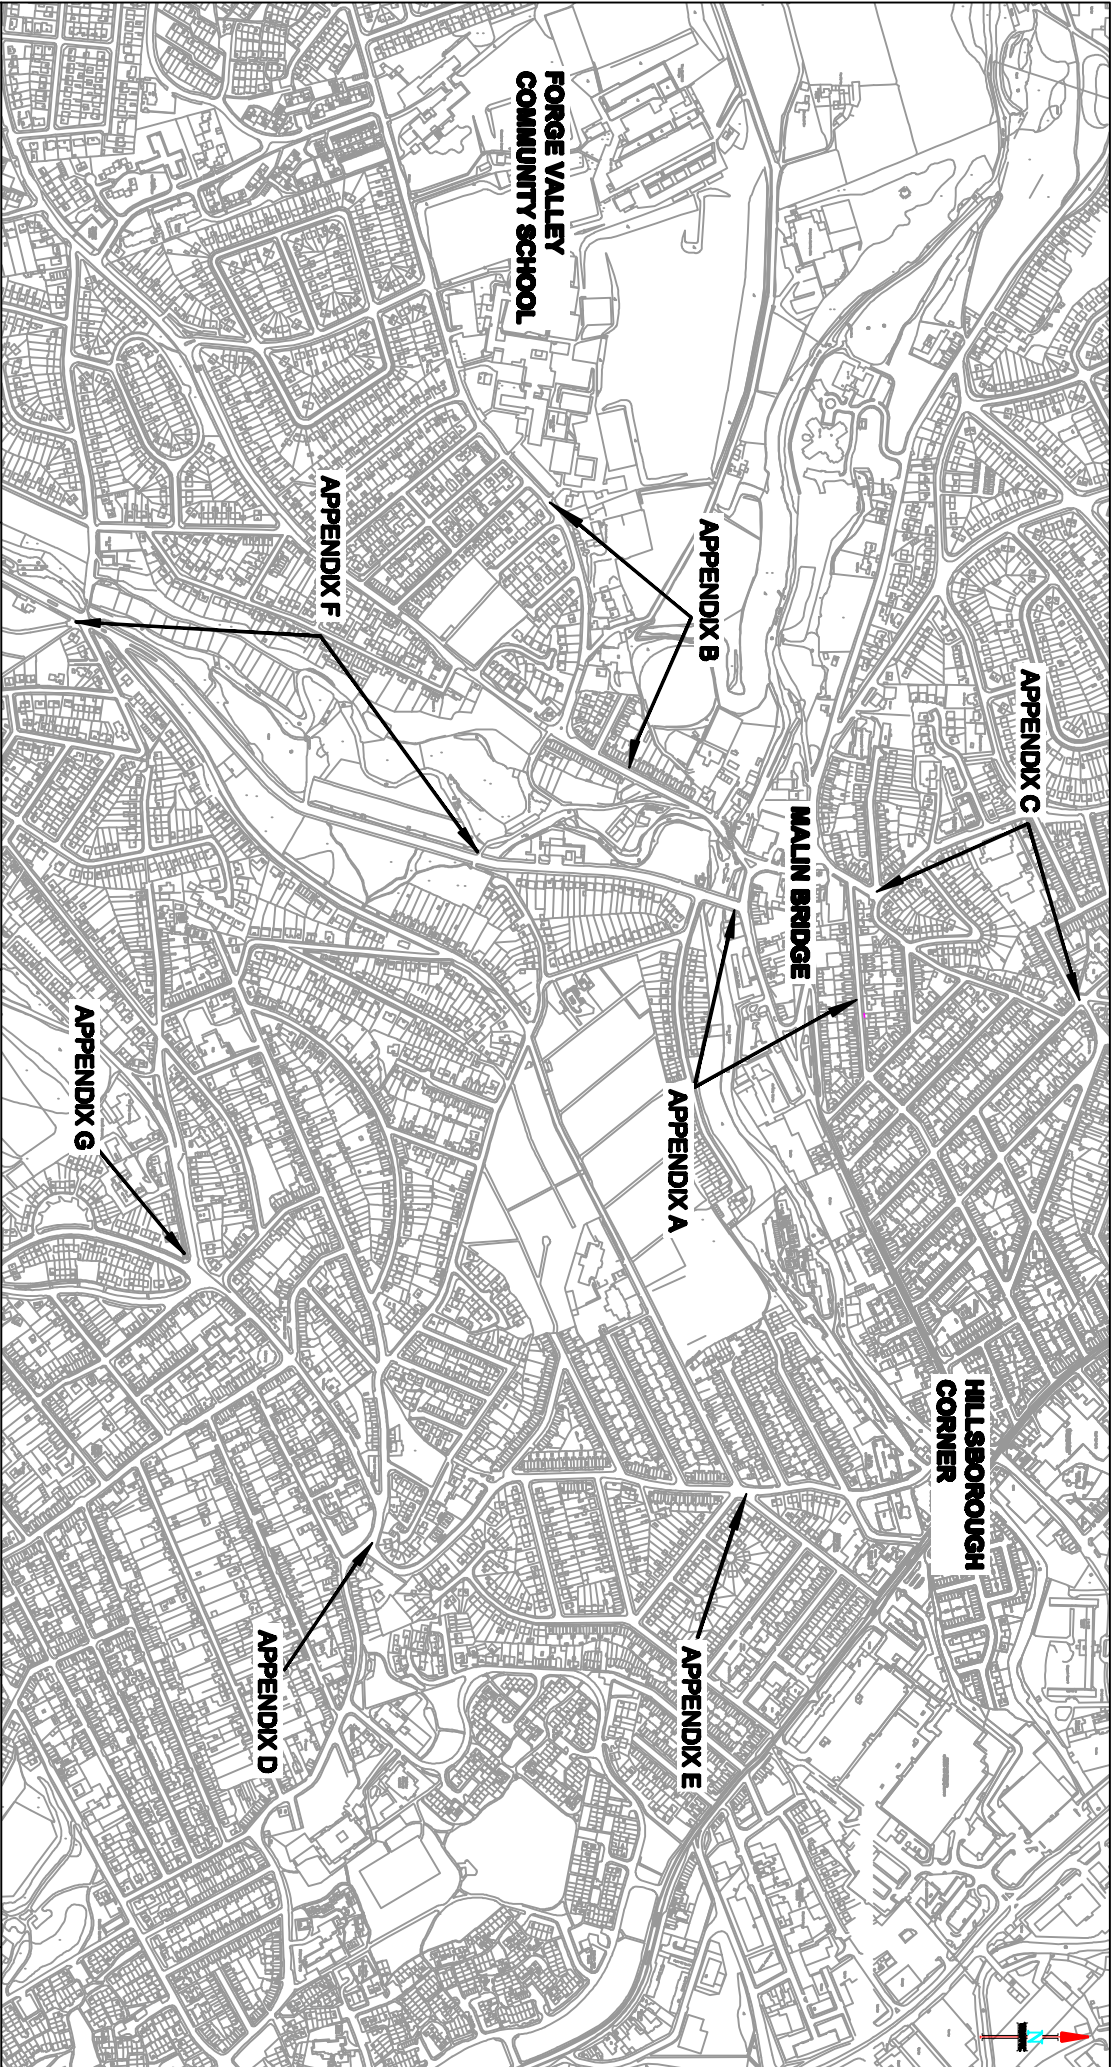 FORGE VALLEY
COMMUNITY SCHOOL
APPENDIX B
APPENDIX C
APPENDIX F
MALIN BRIDGE
APPENDIX A
APPENDIX G
HILLSBOROUGH
CORNER
APPENDIX E
APPENDIX D
N